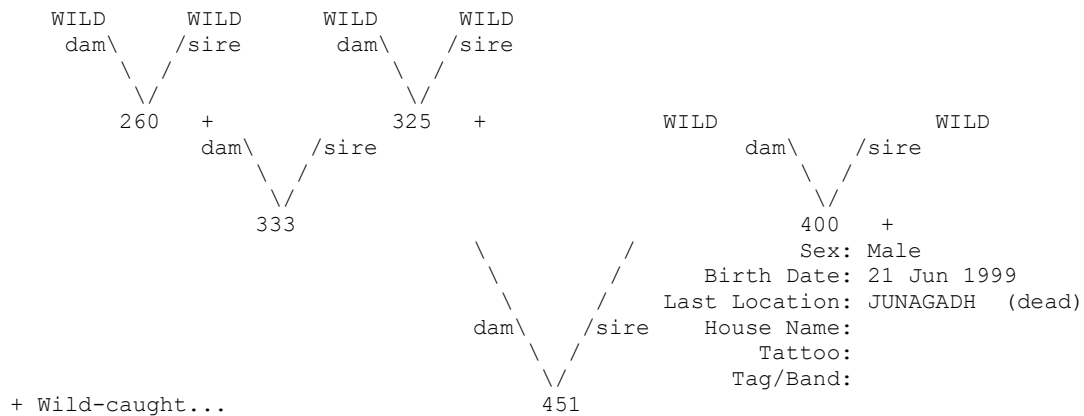 WILD WILD WILD WILD
dam\ /sire dam\ /sire
\ / \ /
\/ \/
260 + 325 + WILD WILD
dam\ /sire dam\ /sire
\ / \ /
\/ \/
333 400 +
\ / Sex: Male
\ / Birth Date: 21 Jun 1999
\ / Last Location: JUNAGADH (dead)
dam\ /sire House Name:
\ / Tattoo:
\/ Tag/Band:
+ Wild-caught... 451